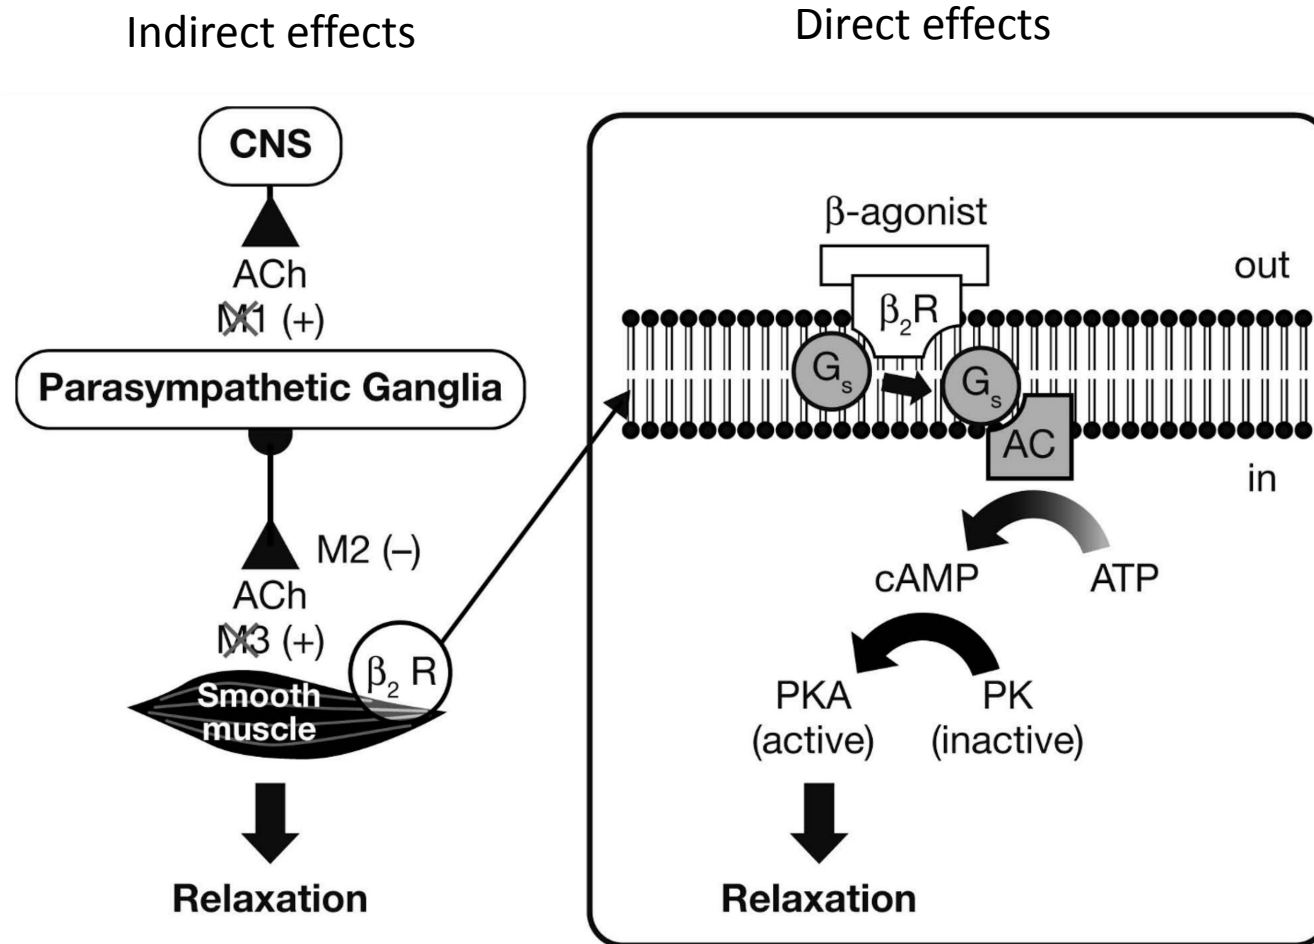 Indirect effects
Direct effects
CNS
ACh
M1 (+)
Parasympathetic Ganglia
M2 (–)
ACh
M3 (+)
β₂ R
Smooth
muscle
Relaxation
β-agonist
out
β₂R
Gₛ
Gₛ
AC
in
cAMP
ATP
PKA
(active)
PK
(inactive)
Relaxation